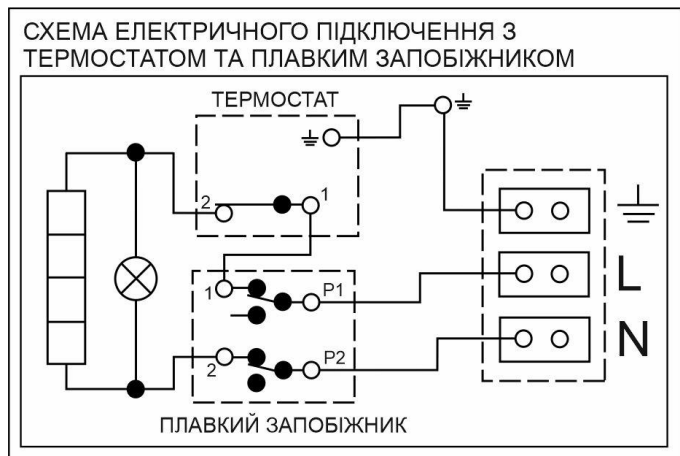 СХЕМА ЕЛЕКТРИЧНОГО ПІДКЛЮЧЕННЯ З
ТЕРМОСТАТОМ ТА ПЛАВКИМ ЗАПОБІЖНИКОМ
ТЕРМОСТАТ
2
1
1
P1
L
2
P2
N
ПЛАВКИЙ ЗАПОБІЖНИК